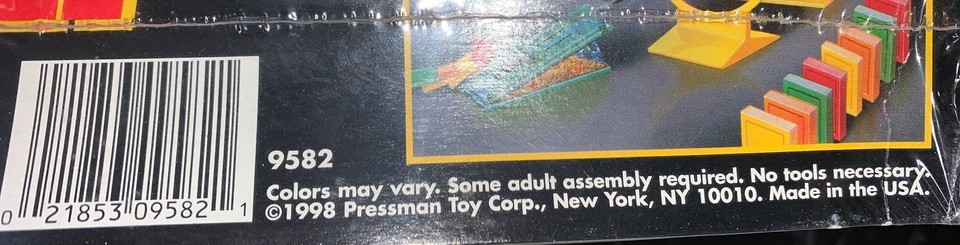 9582
Colors may vary. Some adult assembly required. No tools necessary.
©1998 Pressman Toy Corp., New York, NY 10010. Made in the USA.
0 21853 09582 1